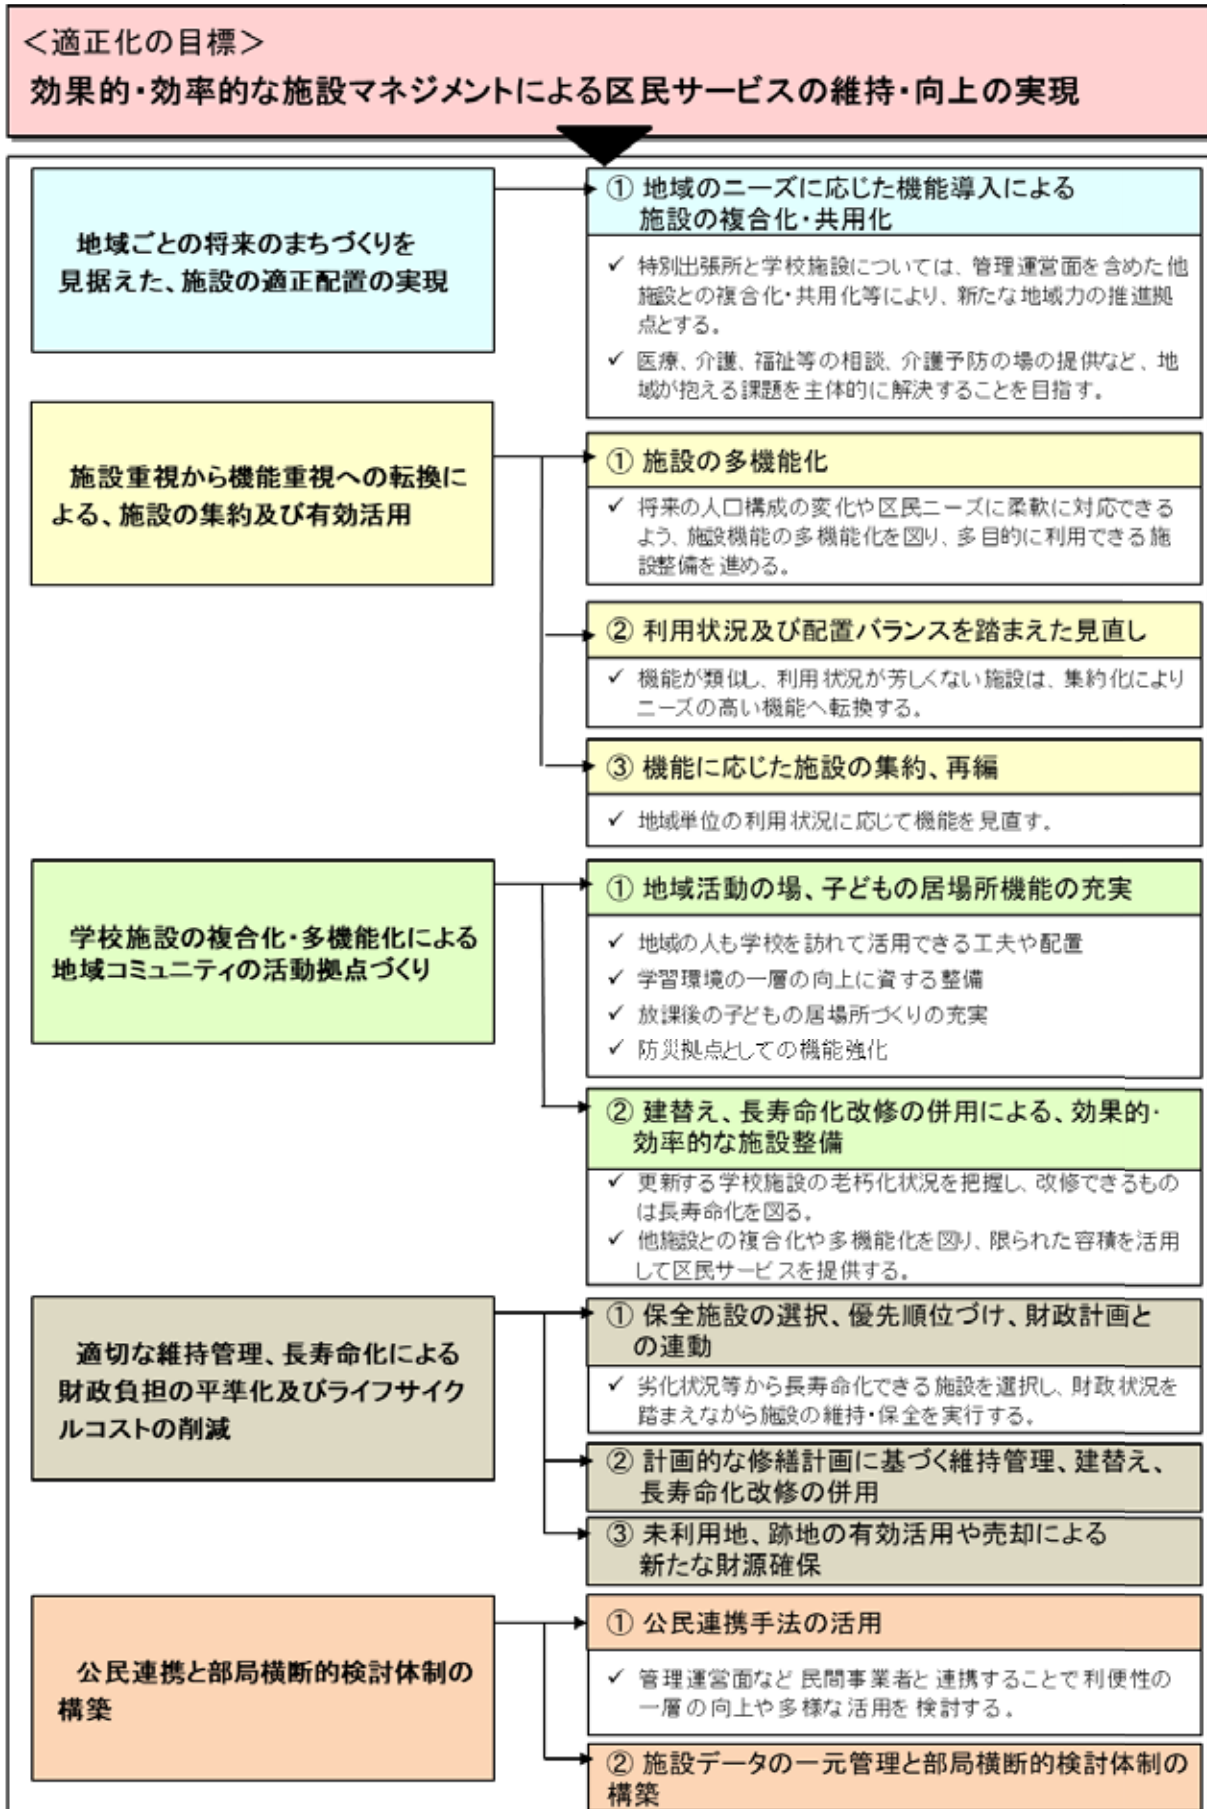 ＜適正化の目標＞
効果的・効率的な施設マネジメントによる区民サービスの維持・向上の実現
地域ごとの将来のまちづくりを
見据えた、施設の適正配置の実現
① 地域のニーズに応じた機能導入による
施設の複合化・共用化
✓ 特別出張所と学校施設については、管理運営面を含めた他
施設との複合化・共用化等により、新たな地域力の推進拠
点とする。
✓ 医療、介護、福祉等の相談、介護予防の場の提供など、地
域が抱える課題を主体的に解決することを目指す。
施設重視から機能重視への転換に
よる、施設の集約及び有効活用
① 施設の多機能化
✓ 将来の人口構成の変化や区民ニーズに柔軟に対応できる
よう、施設機能の多機能化を図り、多目的に利用できる施
設整備を進める。
② 利用状況及び配置バランスを踏まえた見直し
✓ 機能が類似し、利用状況が芳しくない施設は、集約化により
ニーズの高い機能へ転換する。
③ 機能に応じた施設の集約、再編
✓ 地域単位の利用状況に応じて機能を見直す。
学校施設の複合化・多機能化による
地域コミュニティの活動拠点づくり
① 地域活動の場、子どもの居場所機能の充実
✓ 地域の人も学校を訪れて活用できる工夫や配置
✓ 学習環境の一層の向上に資する整備
✓ 放課後の子どもの居場所づくりの充実
✓ 防災拠点としての機能強化
② 建替え、長寿命化改修の併用による、効果的・
効率的な施設整備
✓ 更新する学校施設の老朽化状況を把握し、改修できるもの
は長寿命化を図る。
✓ 他施設との複合化や多機能化を図り、限られた容積を活用
して区民サービスを提供する。
適切な維持管理、長寿命化による
財政負担の平準化及びライフサイク
ルコストの削減
① 保全施設の選択、優先順位づけ、財政計画と
の連動
✓ 劣化状況等から長寿命化できる施設を選択し、財政状況を
踏まえながら施設の維持・保全を実行する。
② 計画的な修繕計画に基づく維持管理、建替え、
長寿命化改修の併用
③ 未利用地、跡地の有効活用や売却による
新たな財源確保
公民連携と部局横断的検討体制の
構築
① 公民連携手法の活用
✓ 管理運営面など民間事業者と連携することで利便性の
一層の向上や多様な活用を検討する。
② 施設データの一元管理と部局横断的検討体制の
構築